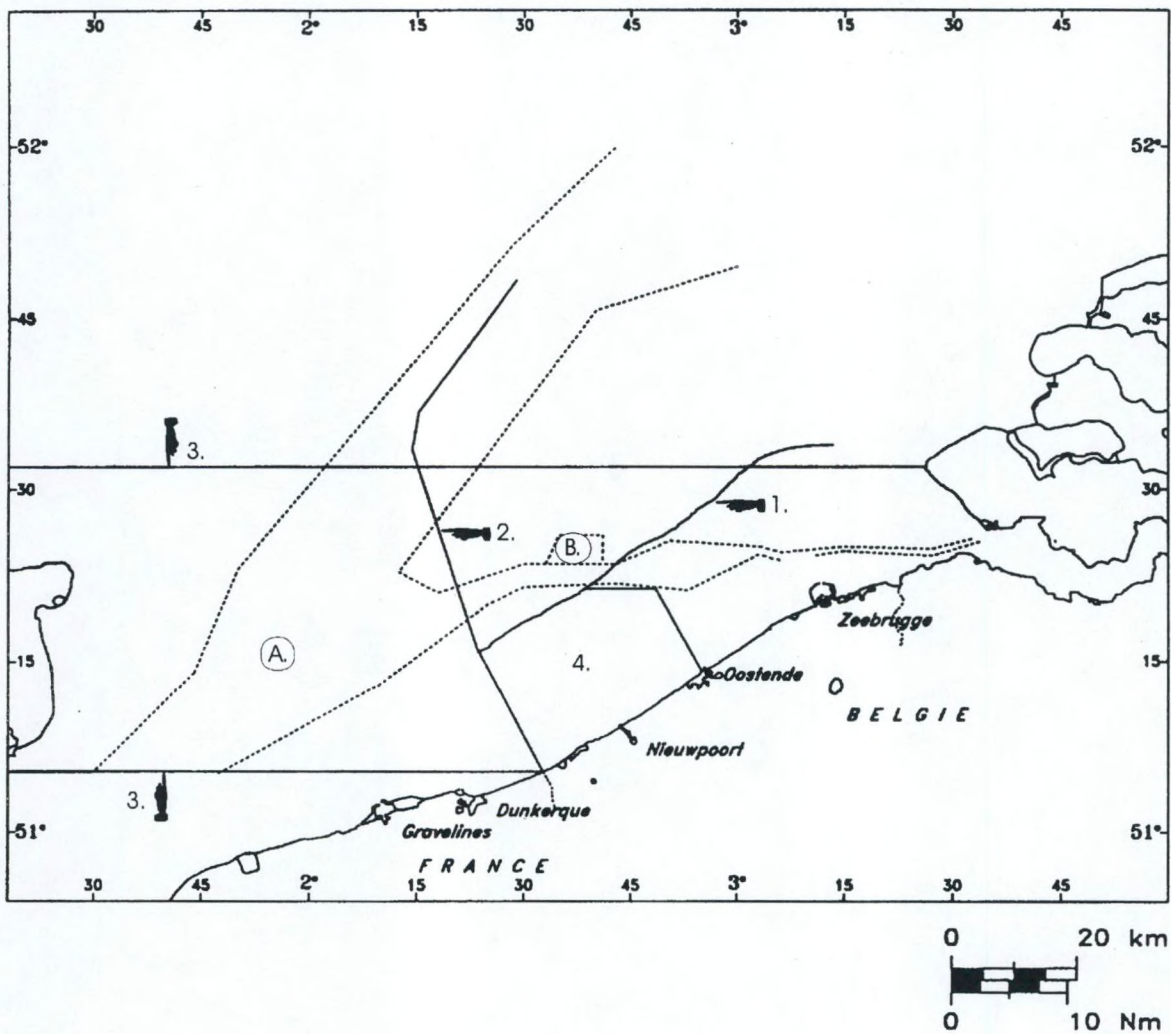 30 45 2° 15 30 45 3° 15 30 45
52° 52°
45 45
3.
30 30
1.
2.
B.
Zeebrugge
A.
15 4. 15
Oostende
BELGIE
Nieuwpoort
3.
Dunkerque
51° 51°
Gravelines
FRANCE
30 45 2° 15 30 45 3° 15 30 45
0 20 km
0 10 Nm